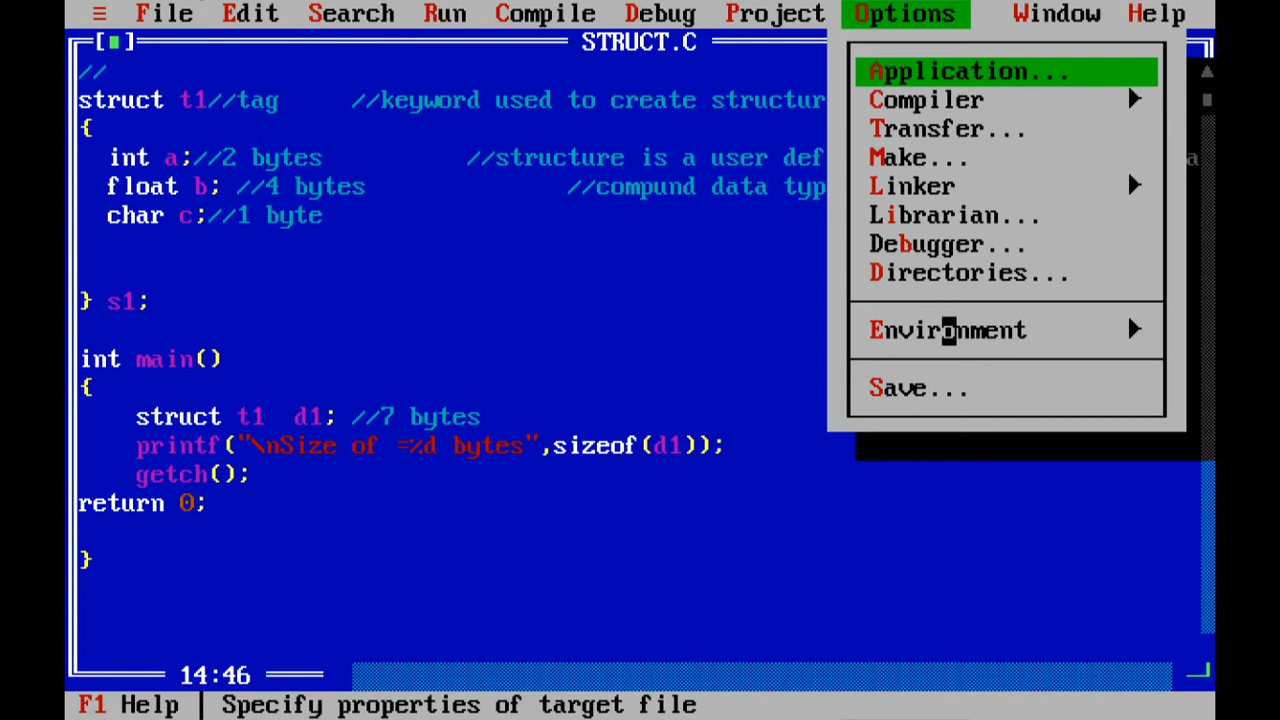 ≡ File Edit Search Run Compile Debug Project Options Window Help
[■] STRUCT.C
//
struct t1//tag //keyword used to create structur
{
int a;//2 bytes //structure is a user def a
float b; //4 bytes //compund data typ
char c;//1 byte
} s1;
int main()
{
struct t1 d1; //7 bytes
printf("\nSize of =%d bytes",sizeof(d1));
getch();
return 0;
}
Application...
Compiler ►
Transfer...
Make...
Linker ►
Librarian...
Debugger...
Directories...
Environment ►
Save...
14:46
F1 Help │ Specify properties of target file